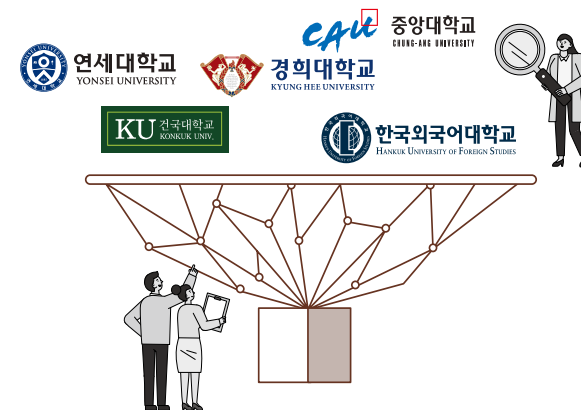 CAU 중앙대학교
CHUNG-ANG UNIVERSITY
연세대학교
YONSEI UNIVERSITY
경희대학교
KYUNG HEE UNIVERSITY
KU 건국대학교
KONKUK UNIV.
한국외국어대학교
HANKUK UNIVERSITY OF FOREIGN STUDIES